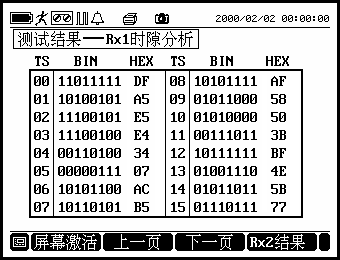 2000/02/02 00:00:00
测试结果——Rx1时隙分析
TS BIN HEX TS BIN HEX
00 11011111 DF 08 10101111 AF
01 10100101 A5 09 01011000 58
02 11100101 E5 10 01010000 50
03 11100100 E4 11 00111011 3B
04 00110100 34 12 10111111 BF
05 00000111 07 13 01001110 4E
06 10101100 AC 14 01011011 5B
07 10110101 B5 15 01110111 77
屏幕激活 上一页 下一页 Rx2结果